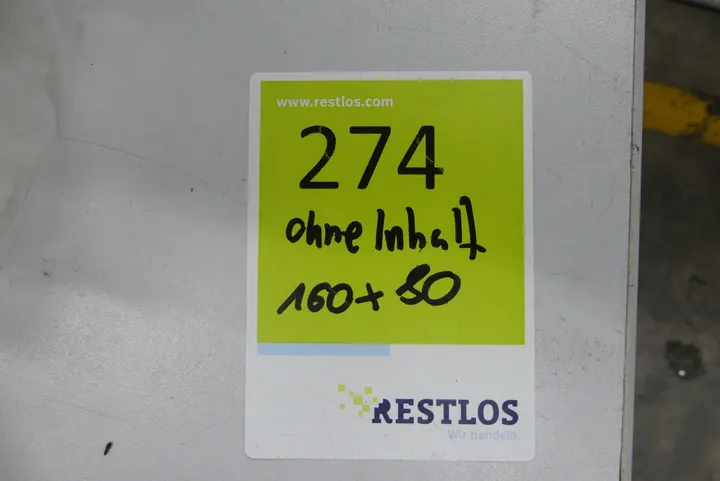 www.restlos.com
274
ohne Inhalt
160 x 80
RESTLOS
Wir handeln.